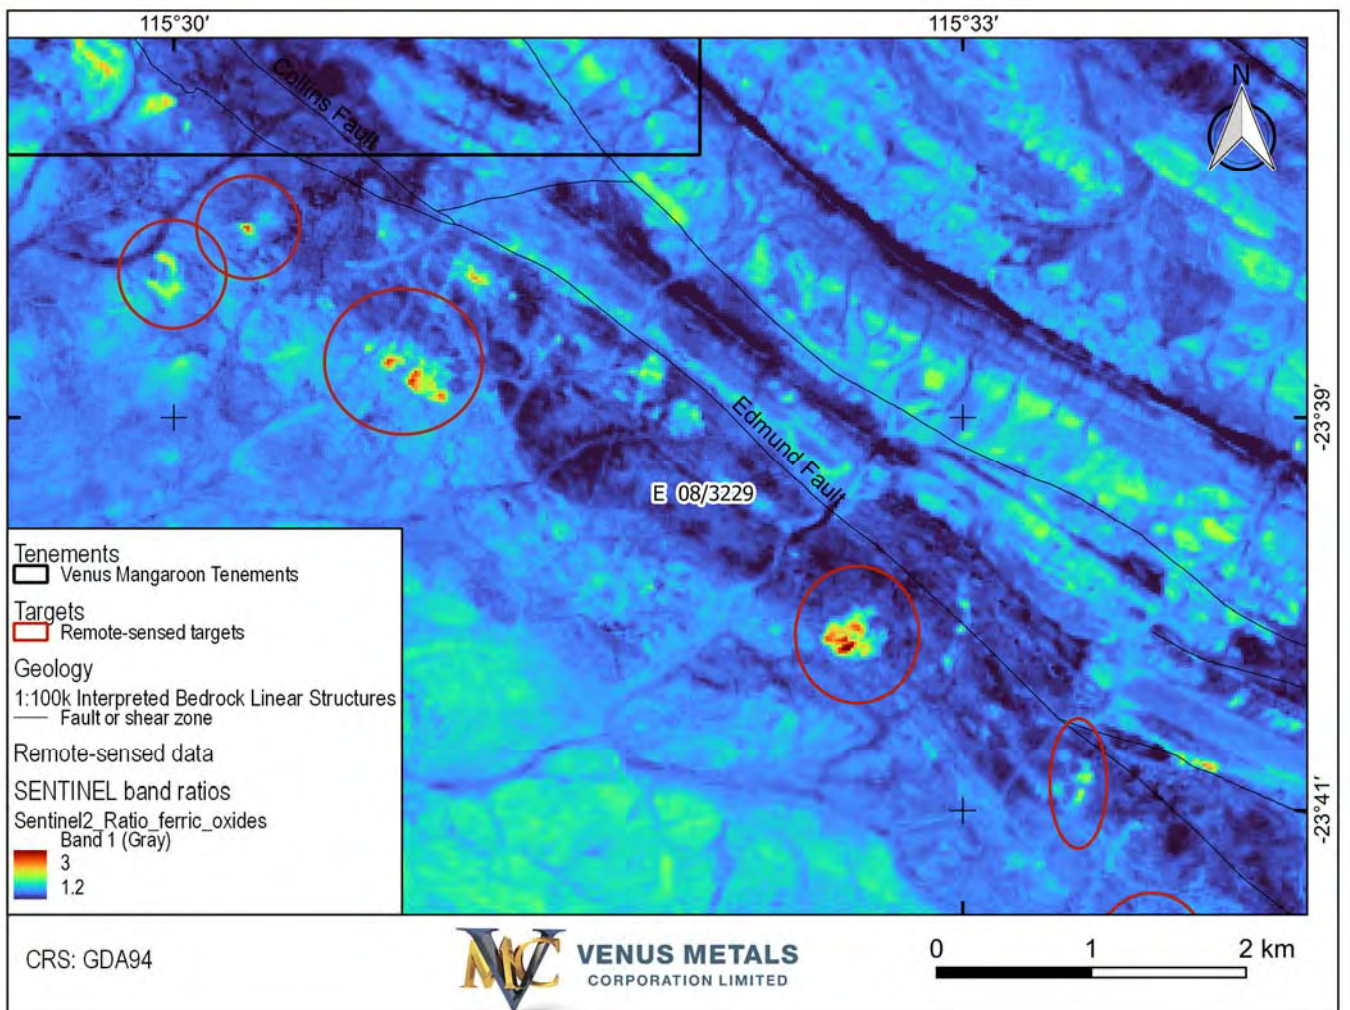 115°30′
115°33′
N
Collins Fault
-23°39′
Edmund Fault
E 08/3229
-23°41′
Tenements
Venus Mangaroon Tenements
Targets
Remote-sensed targets
Geology
1:100k Interpreted Bedrock Linear Structures
Fault or shear zone
Remote-sensed data
SENTINEL band ratios
Sentinel2_Ratio_ferric_oxides
Band 1 (Gray)
3
1.2
CRS: GDA94
VMC
VENUS METALS
CORPORATION LIMITED
0 1 2 km